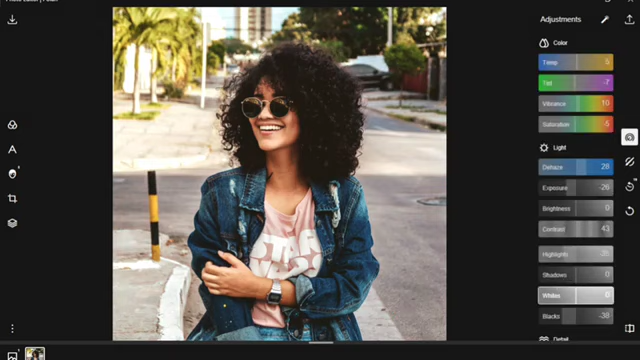 Adjustments
Color
Temp 5
Tint -7
Vibrance 10
Saturation -5
Light
Dehaze 28
Exposure -26
Brightness 0
Contrast 43
Highlights
Shadows 0
Whites 0
Blacks -38
Detail